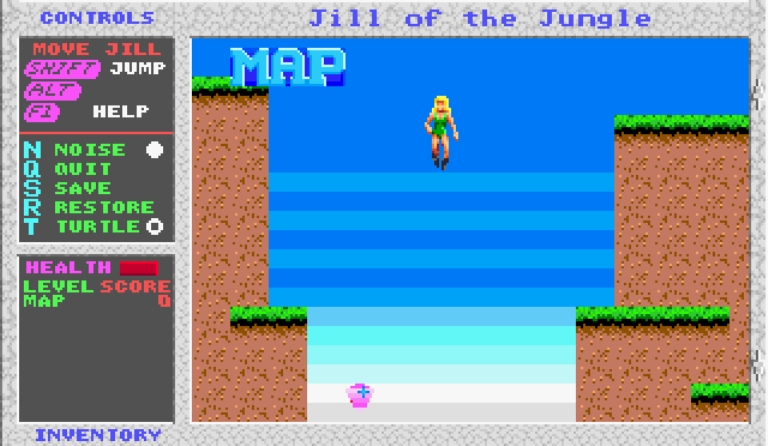 CONTROLS
Jill of the Jungle
MOVE JILL
SHIFT JUMP
ALT
F1 HELP
N NOISE
Q QUIT
S SAVE
R RESTORE
T TURTLE
HEALTH
LEVEL SCORE
MAP 0
INVENTORY
MAP